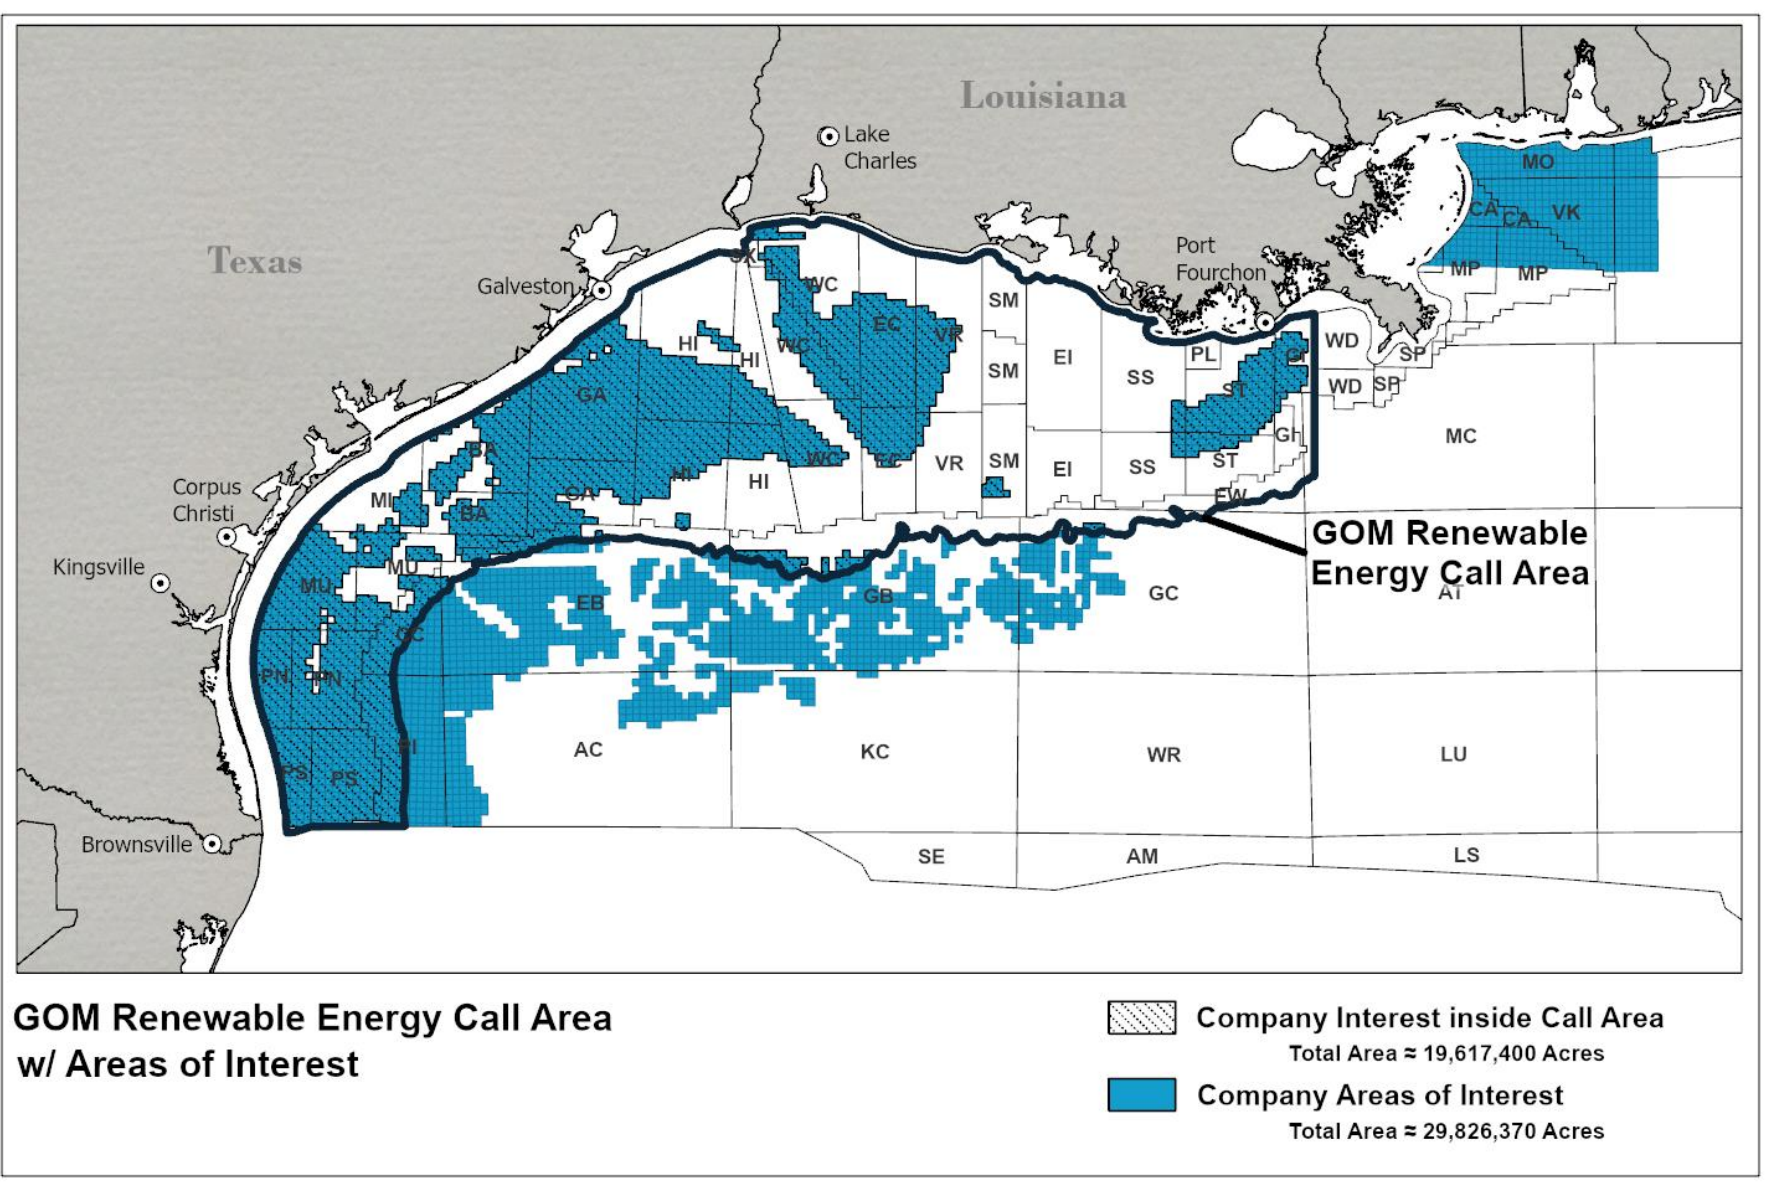 Louisiana
Lake
Charles
MO
CA
CA
VK
Texas
Port
Fourchon
SX
MP
MP
Galveston
WC
SM
EC
VR
HI
WC
HI
SM
EI
SS
PL
GI
WD
SP
WD
SP
GA
ST
GI
MC
BA
HI
WC
EC
VR
SM
EI
SS
ST
HI
Corpus
Christi
MI
GA
BA
EW
GOM Renewable
Energy Call Area
Kingsville
MU
MU
EB
GB
GC
AT
GC
PN
PN
PS
PS
PI
AC
KC
WR
LU
Brownsville
SE
AM
LS
GOM Renewable Energy Call Area
w/ Areas of Interest
Company Interest inside Call Area
Total Area ≈ 19,617,400 Acres
Company Areas of Interest
Total Area ≈ 29,826,370 Acres